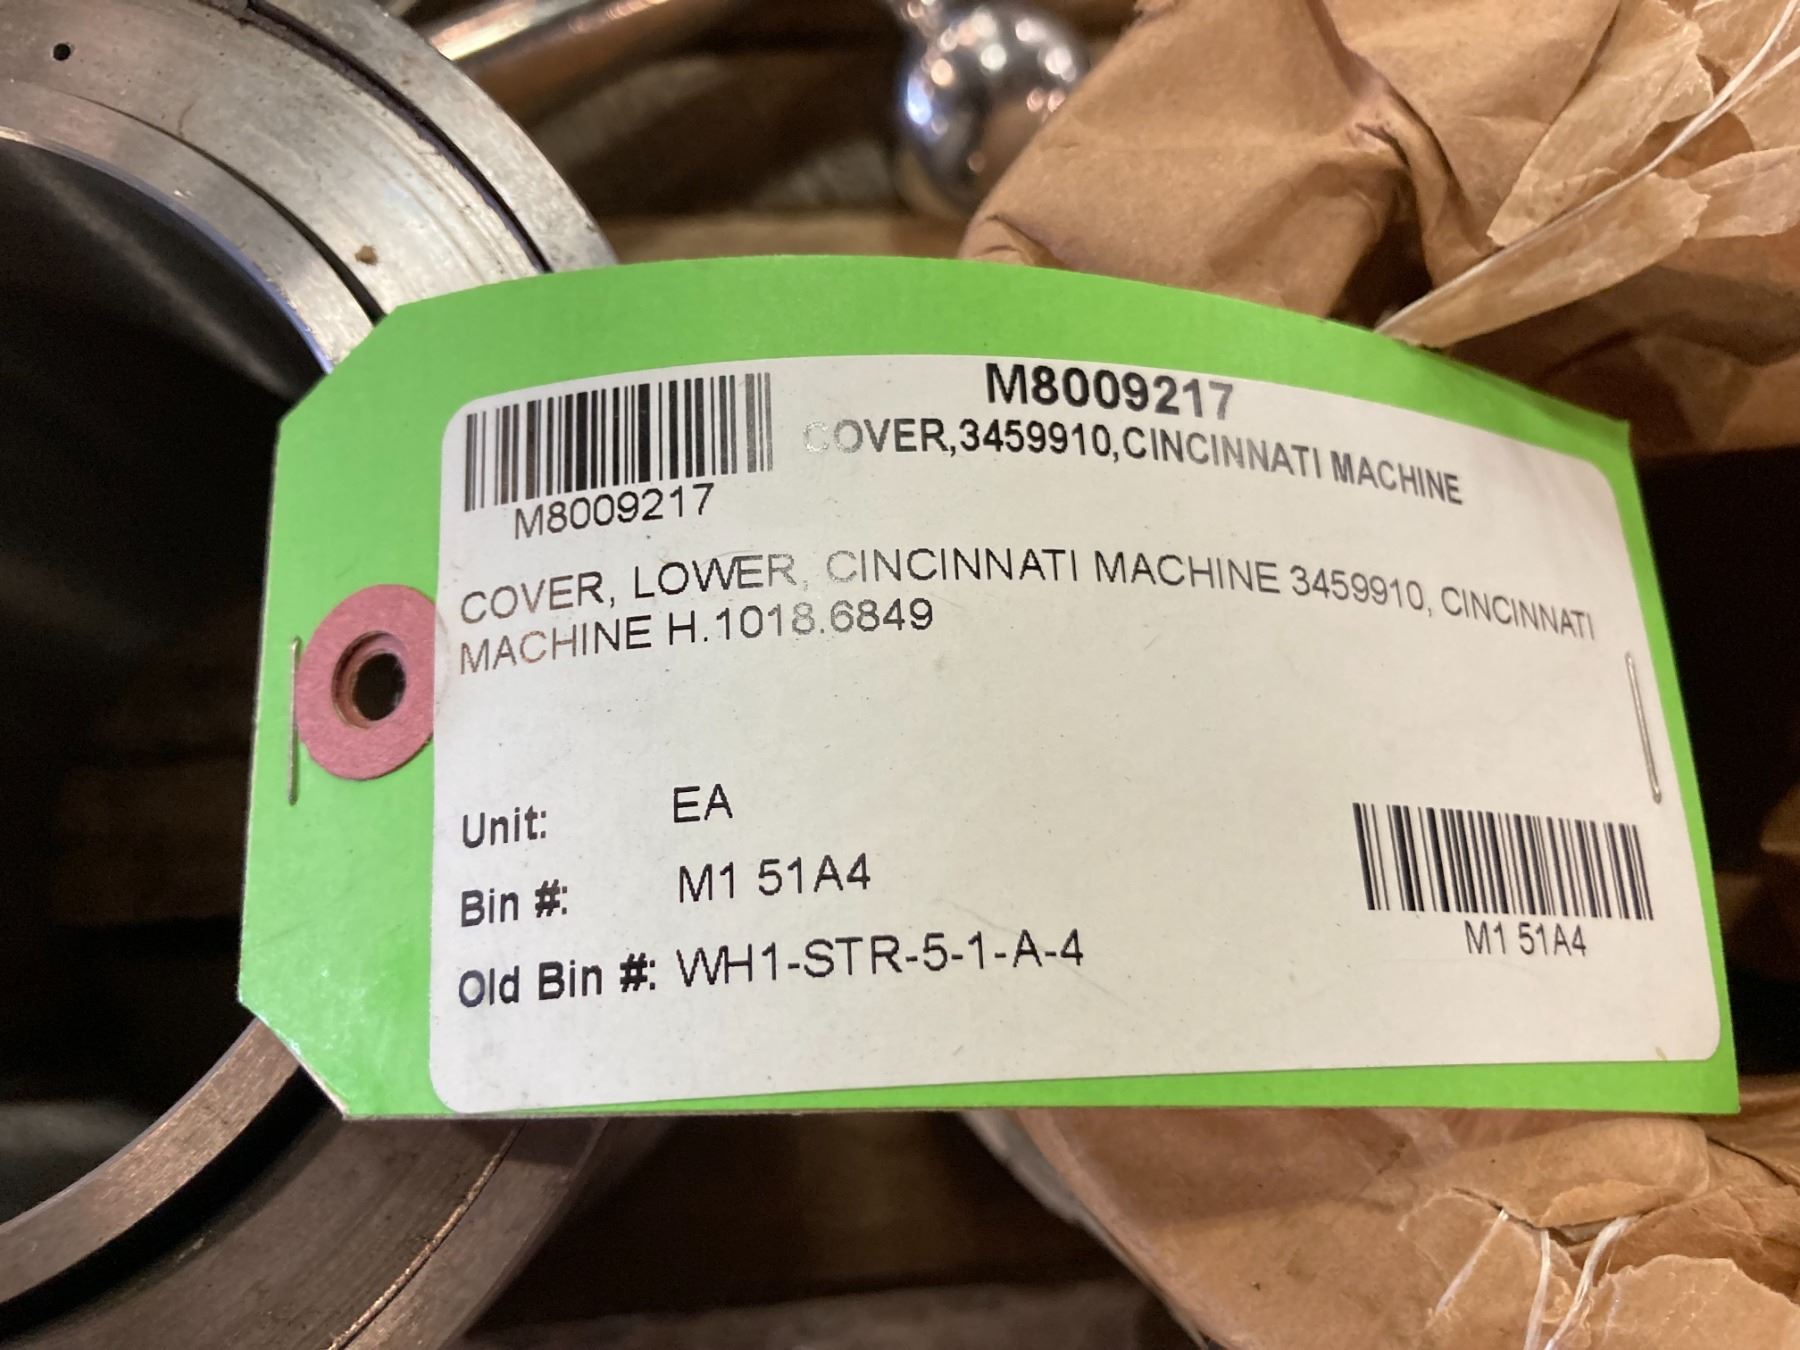 M8009217
COVER,3459910,CINCINNATI MACHINE
M8009217
COVER, LOWER, CINCINNATI MACHINE 3459910, CINCINNATI
MACHINE H.1018.6849
Unit: EA
Bin #: M1 51A4
Old Bin #: WH1-STR-5-1-A-4
M1 51A4